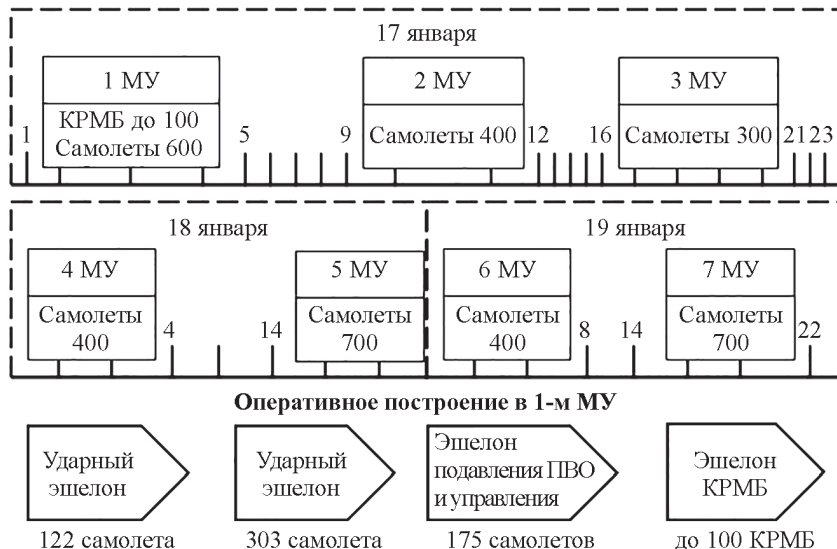 17 января
1 МУ
КРМБ до 100
Самолеты 600
2 МУ
Самолеты 400
3 МУ
Самолеты 300
1 5 9 12 16 21 23
18 января
19 января
4 МУ
Самолеты
400
5 МУ
Самолеты
700
6 МУ
Самолеты
400
7 МУ
Самолеты
700
4 14 8 14 22
Оперативное построение в 1-м МУ
Ударный
эшелон
Ударный
эшелон
Эшелон
подавления ПВО
и управления
Эшелон
КРМБ
122 самолета
303 самолета
175 самолетов
до 100 КРМБ